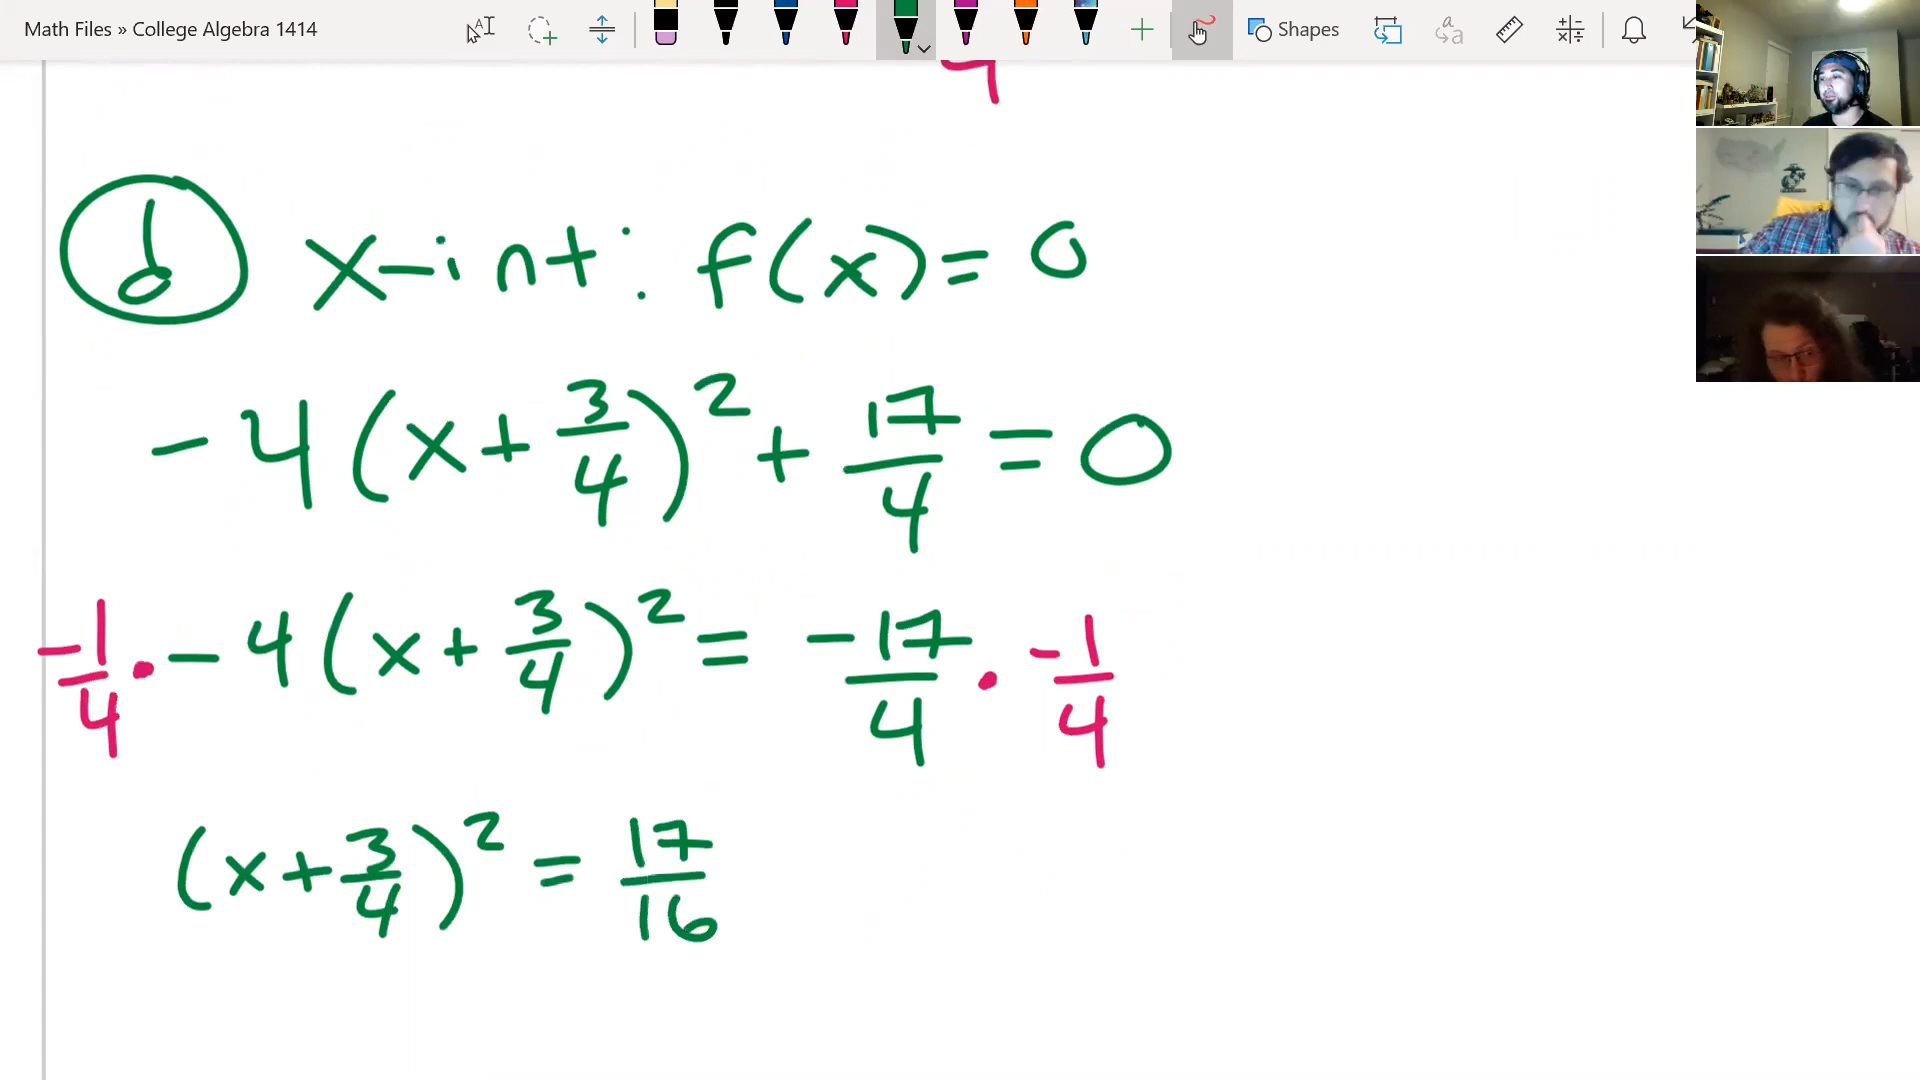 Math Files » College Algebra 1414
Shapes
4
d x-int: f(x)=0
-4(x+3/4)²+17/4=0
-1/4·-4(x+3/4)²=-17/4·-1/4
(x+3/4)²=17/16